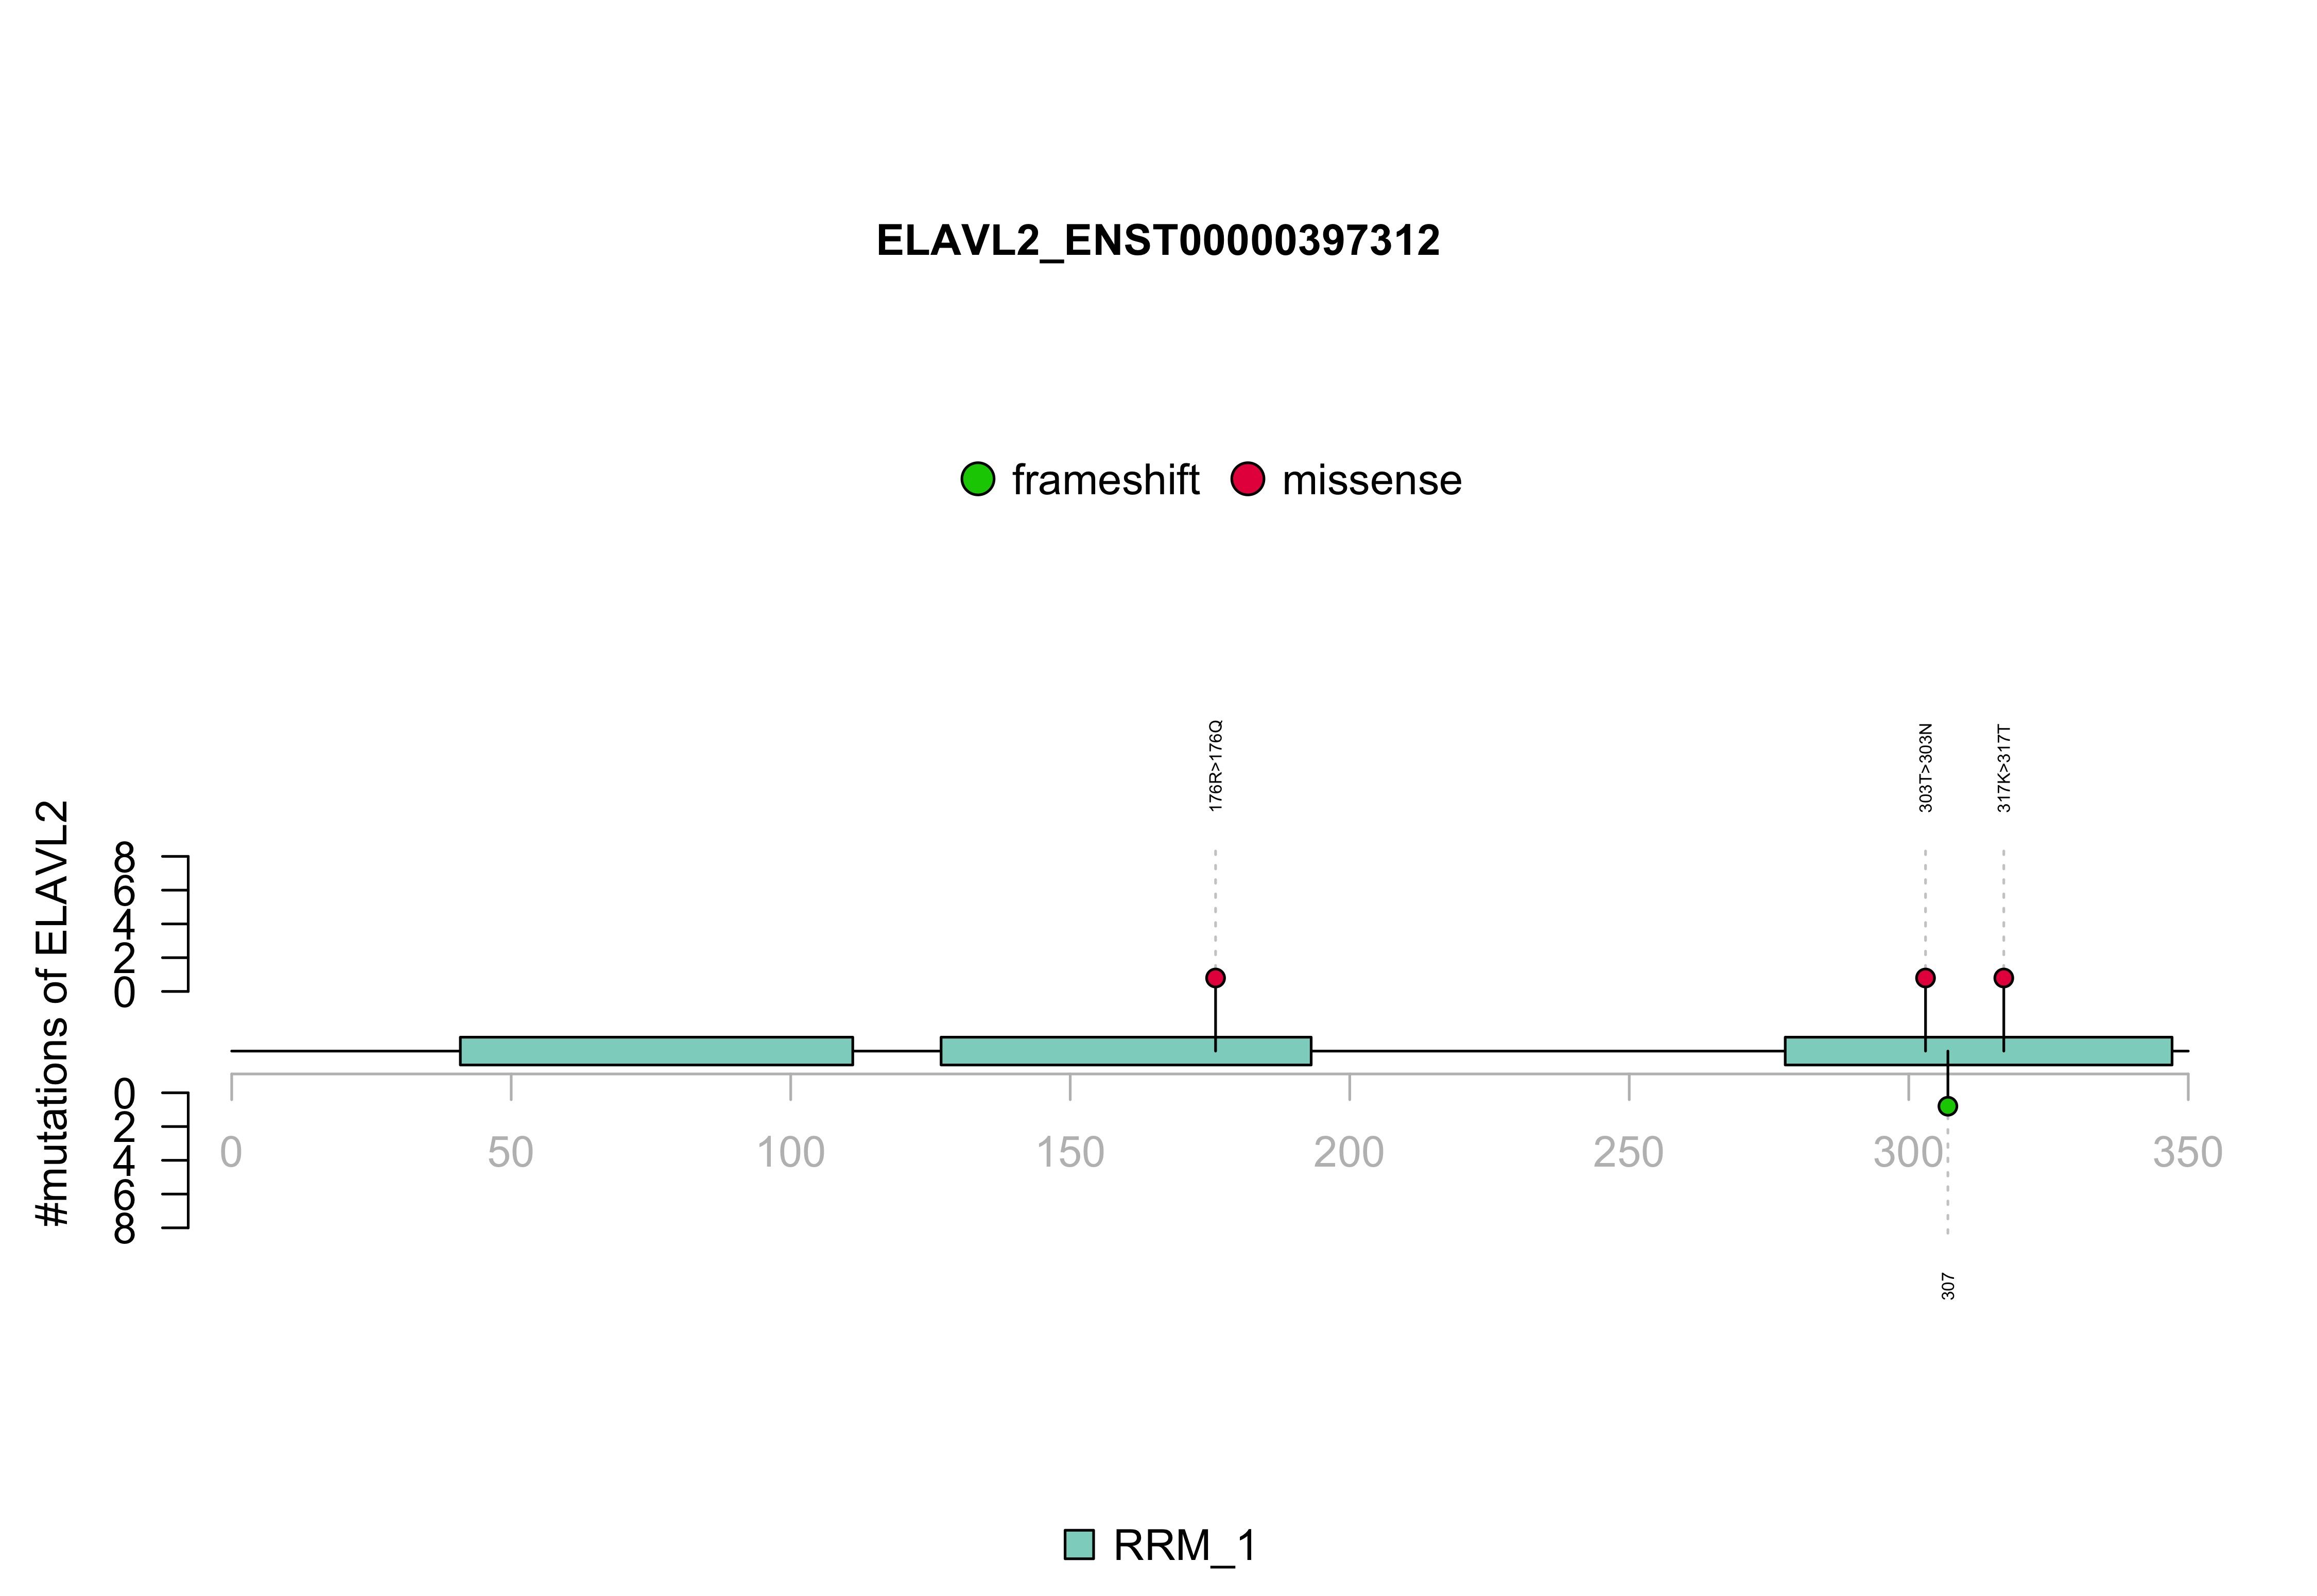 ELAVL2_ENST00000397312
frameshift missense
176R>176Q
303T>303N
317K>317T
#mutations of ELAVL2
8
6
4
2
0
0
2
4
6
8
0 50 100 150 200 250 300 350
307
RRM_1